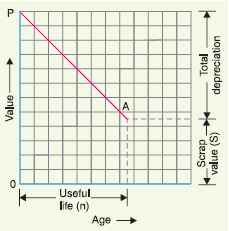 P
Value
A
Total
depreciation
Scrap
value (S)
0
Useful
life (n)
Age